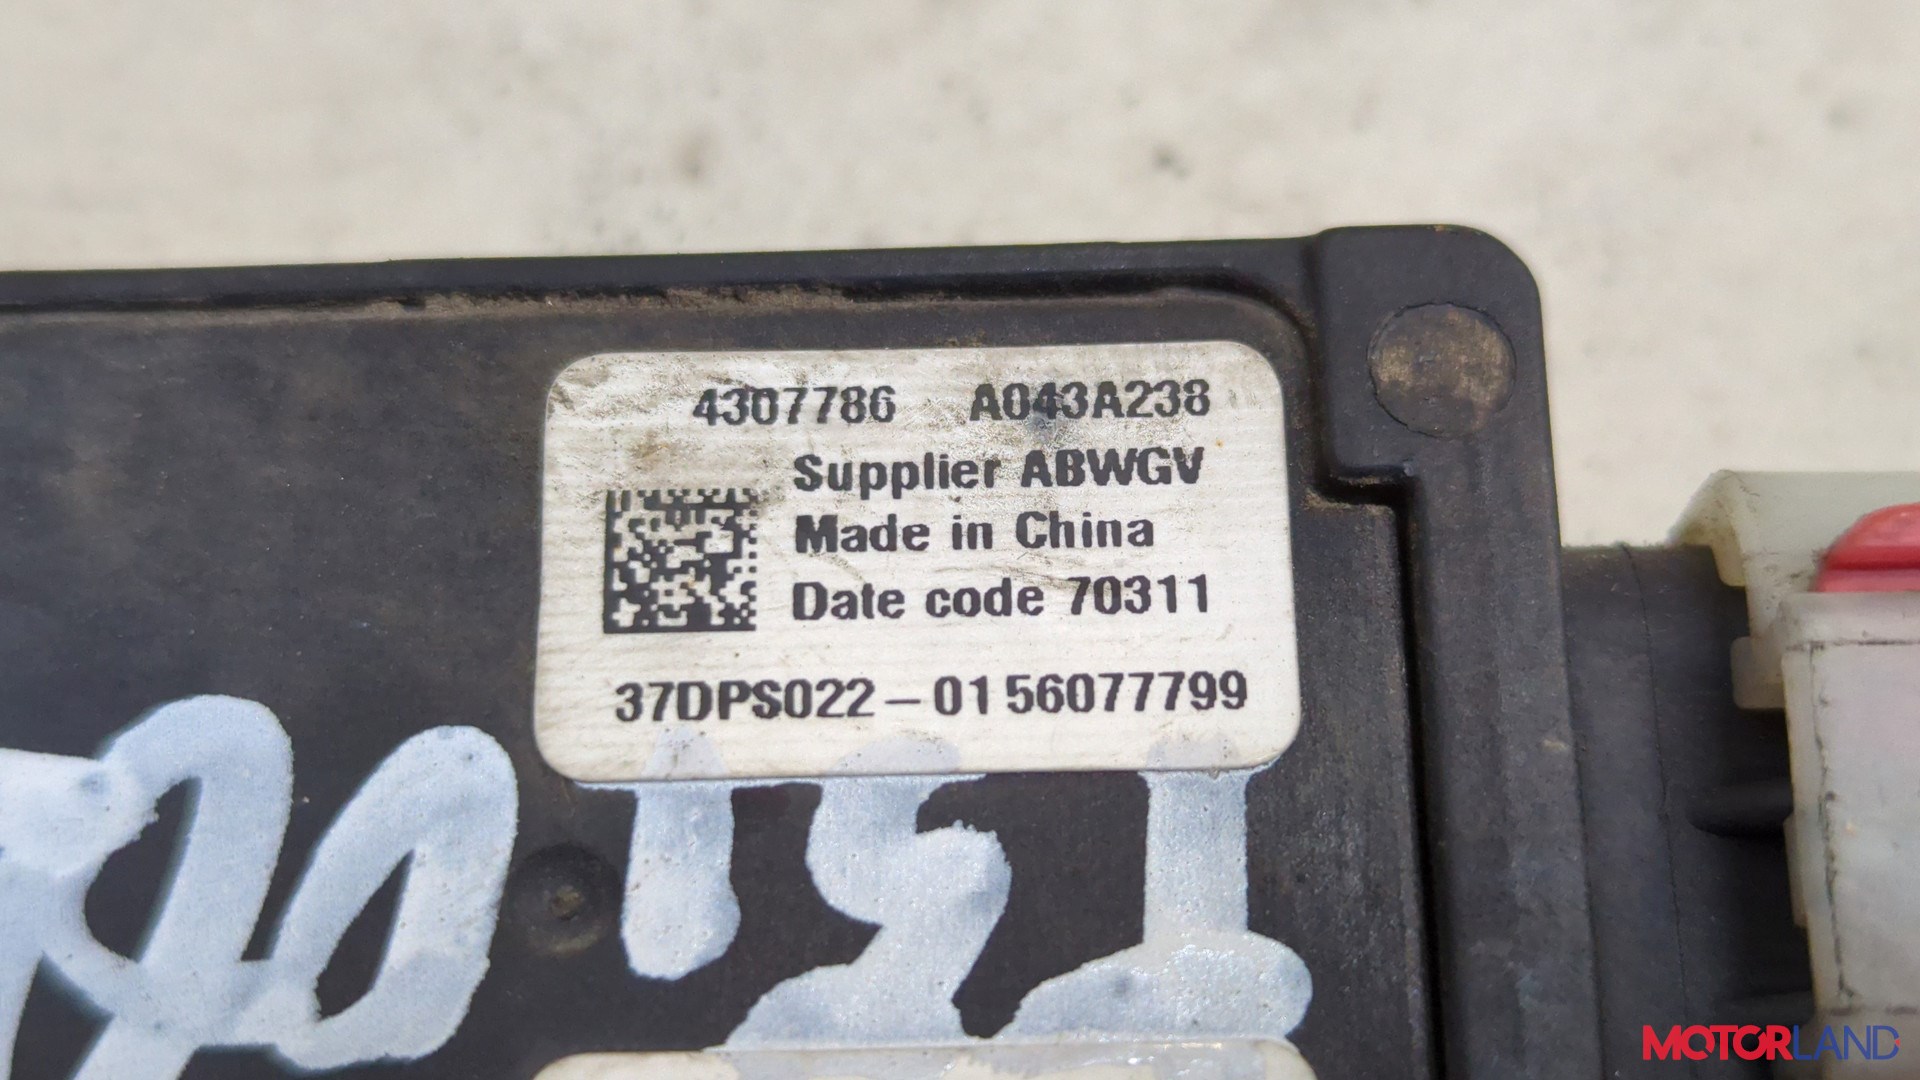 4307786 A043A238
Supplier ABWGV
Made in China
Date code 70311
37DPS022-01 56077799
MOTORLAND